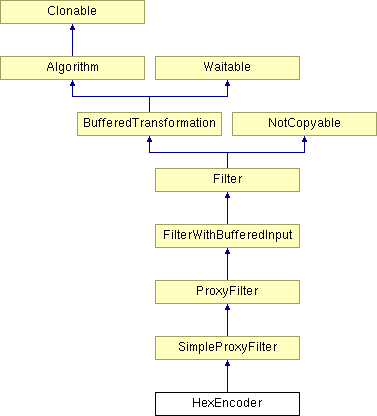 Clonable
Algorithm
Waitable
BufferedTransformation
NotCopyable
Filter
FilterWithBufferedInput
ProxyFilter
SimpleProxyFilter
HexEncoder